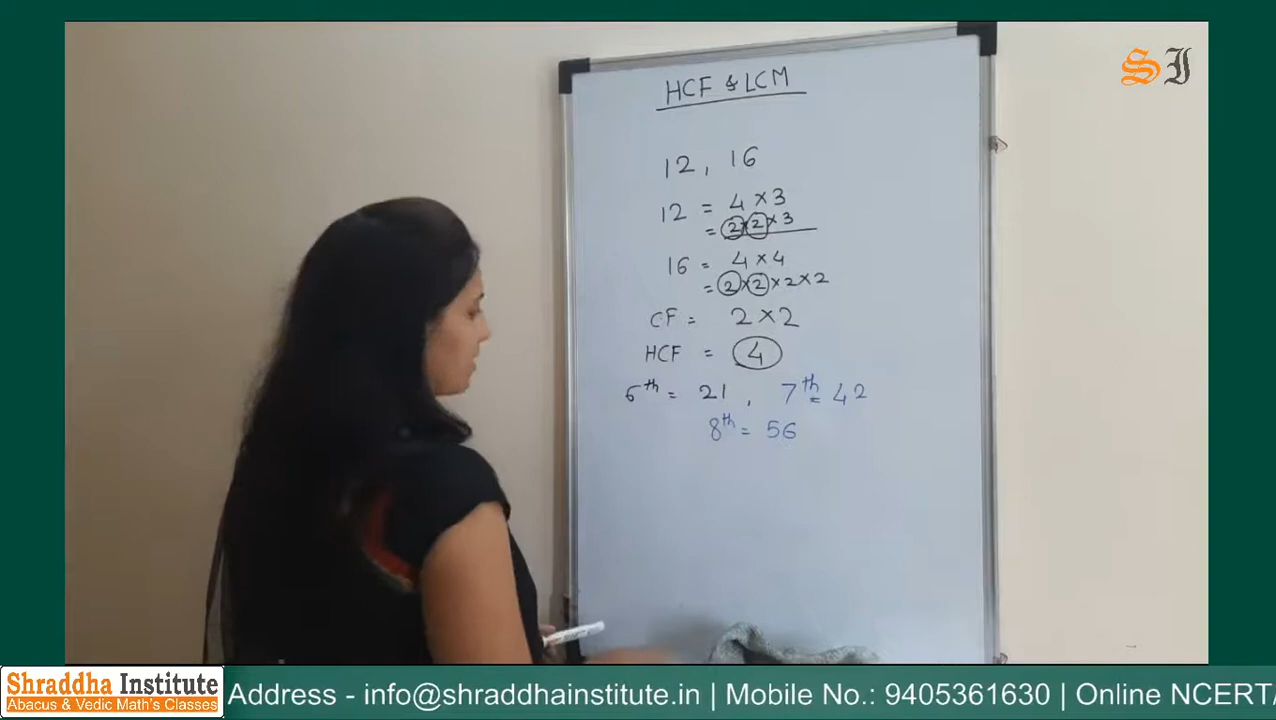 SI
HCF & LCM
12, 16
12 = 4 × 3
= 2 × 2 × 3
16 = 4 × 4
= 2 × 2 × 2 × 2
CF = 2 × 2
HCF = 4
6th = 21, 7th = 42
8th = 56
Shraddha Institute
Abacus & Vedic Math's Classes
Address - info@shraddhainstitute.in | Mobile No.: 9405361630 | Online NCERTA